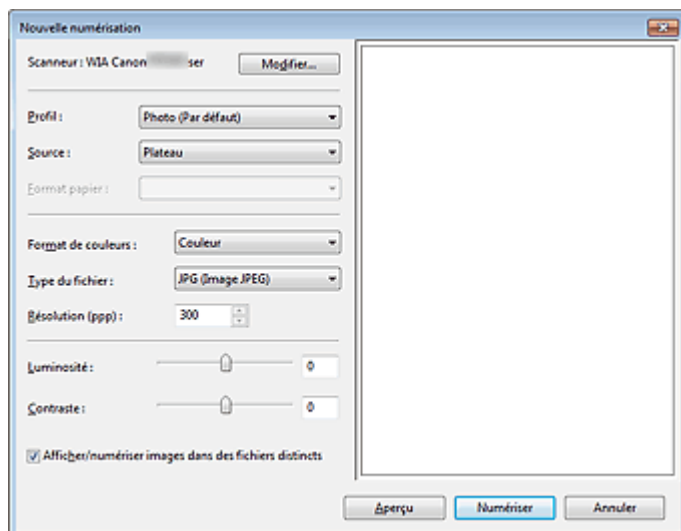 Nouvelle numérisation
Scanneur : WIA Canon ser Modifier...
Profil : Photo (Par défaut)
Source : Plateau
Format papier :
Format de couleurs : Couleur
Type du fichier : JPG (Image JPEG)
Résolution (ppp) : 300
Luminosité : 0
Contraste : 0
Afficher/numériser images dans des fichiers distincts
Aperçu Numériser Annuler